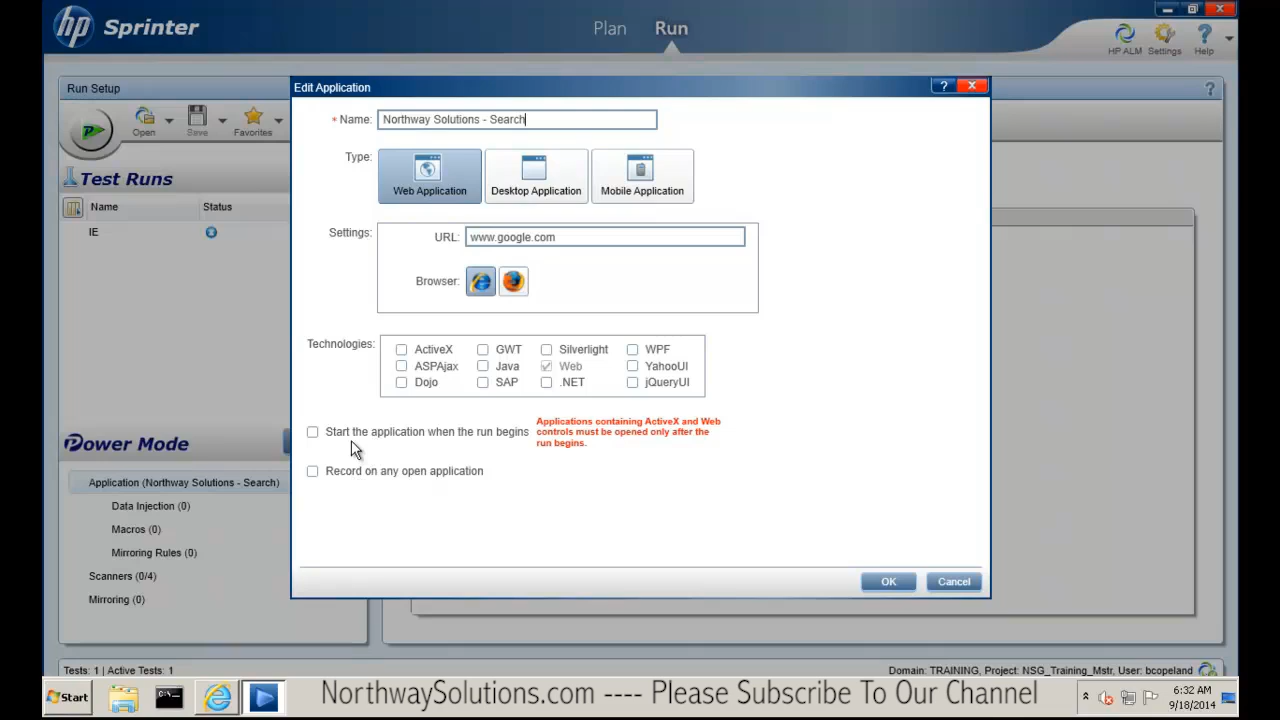 hp Sprinter
Plan Run
HP ALM Settings Help
Run Setup
Open Save Favorites
Test Runs
Name Status
IE
Power Mode
Application (Northway Solutions - Search)
Data Injection (0)
Macros (0)
Mirroring Rules (0)
Scanners (0/4)
Mirroring (0)
Edit Application
* Name: Northway Solutions - Search
Type: Web Application Desktop Application Mobile Application
Settings: URL: www.google.com
Browser:
Technologies:
ActiveX GWT Silverlight WPF
ASPAjax Java Web YahooUI
Dojo SAP .NET jQueryUI
Start the application when the run begins
Applications containing ActiveX and Web
controls must be opened only after the
run begins.
Record on any open application
OK Cancel
Tests: 1 | Active Tests: 1 Domain: TRAINING, Project: NSG_Training_Mstr, User: bcopeland
Start NorthwaySolutions.com ---- Please Subscribe To Our Channel 6:32 AM
9/18/2014